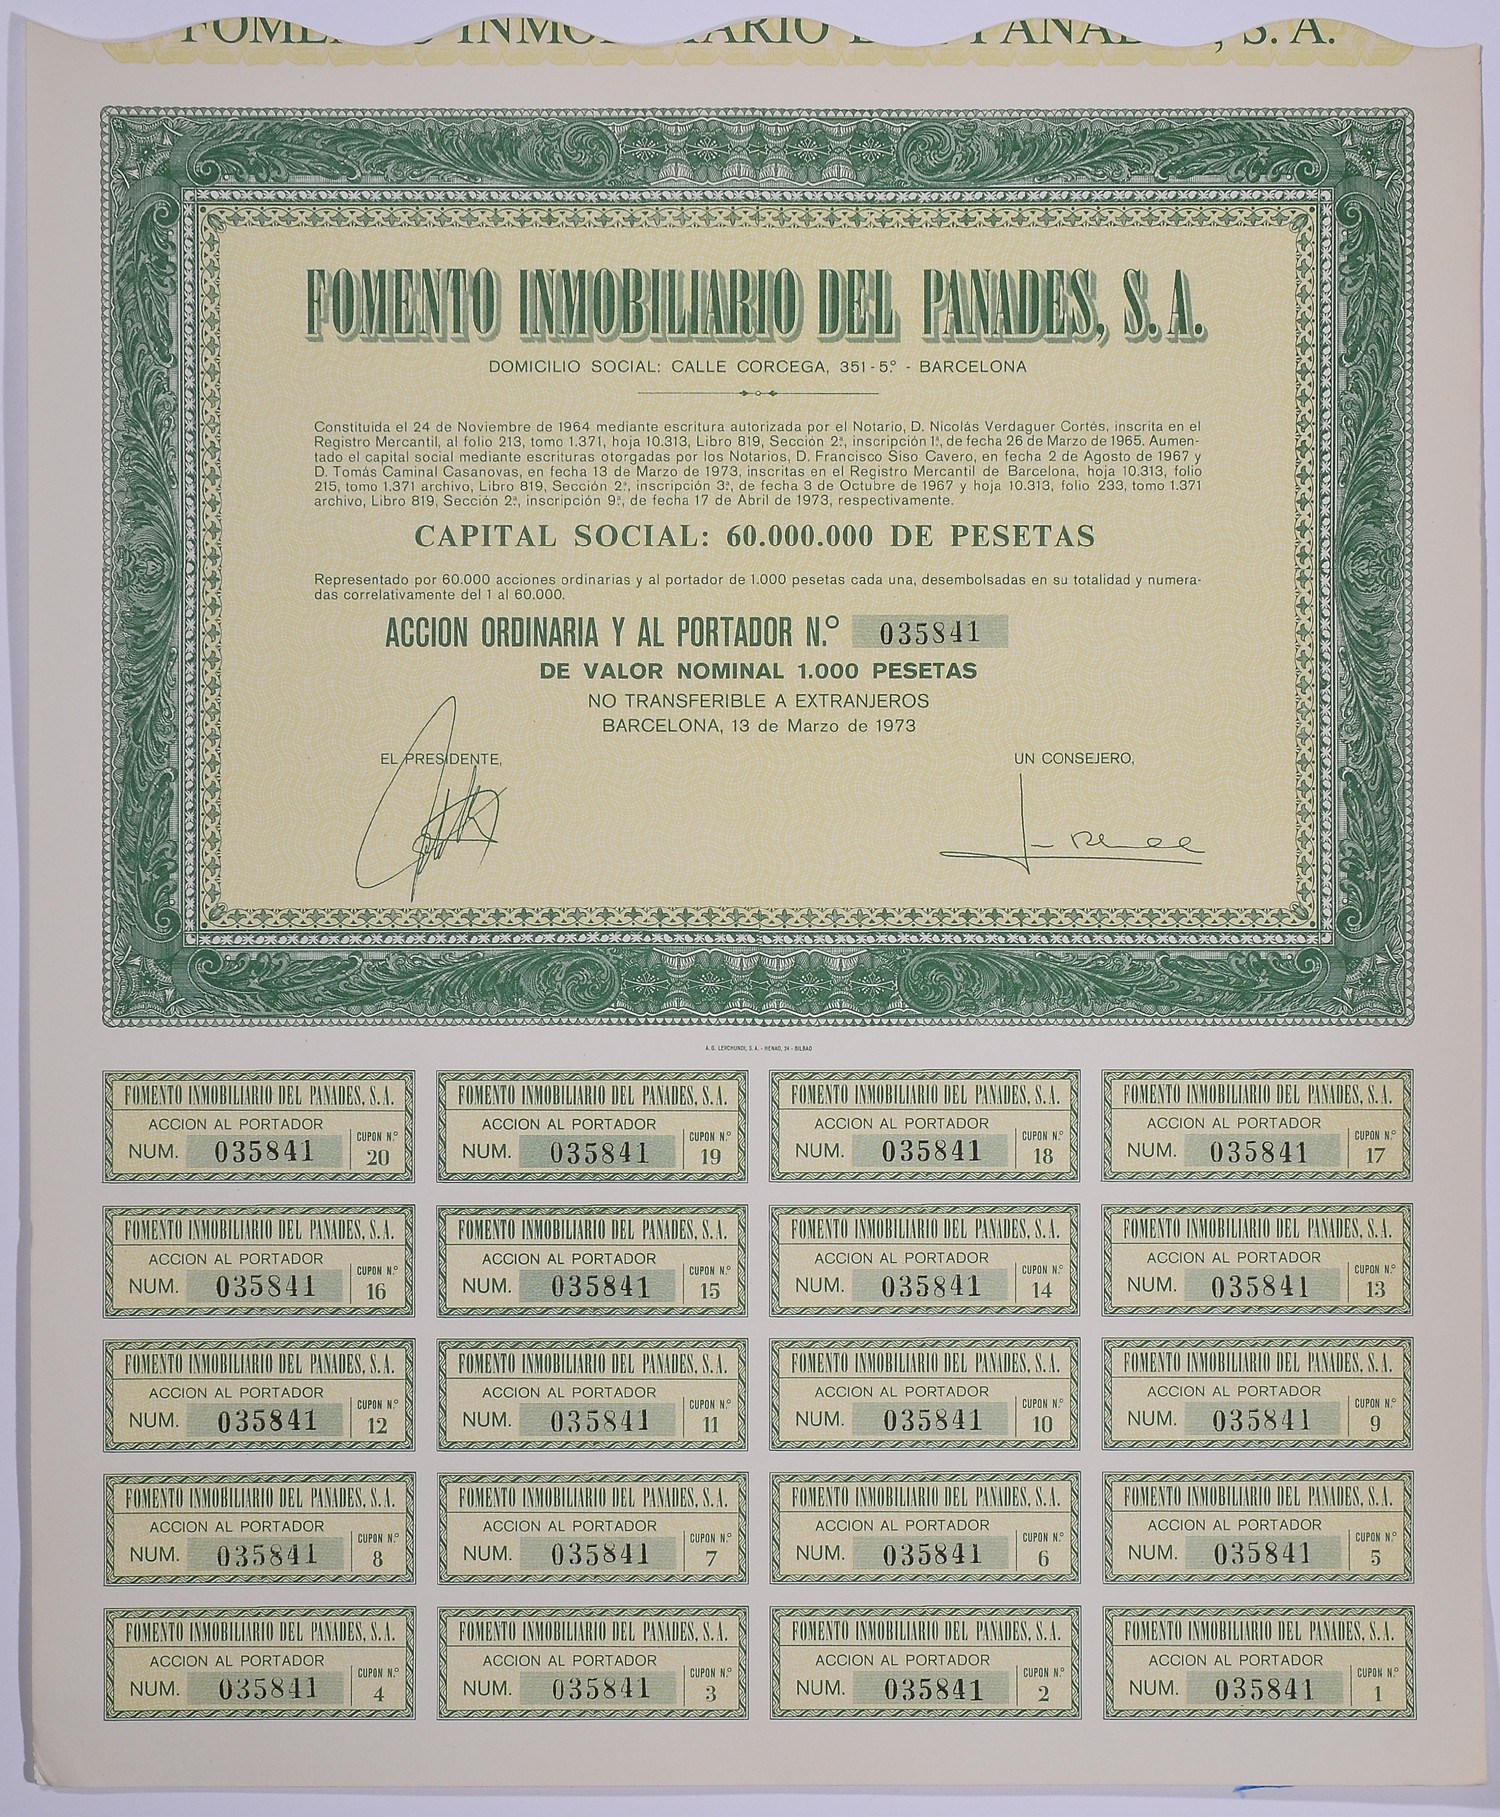 INMOBILIARIO PANADES, S. A.
FOMENTO INMOBILIARIO DEL PANADES, S.A.
DOMICILIO SOCIAL: CALLE CORCEGA, 351-5.º - BARCELONA
Constituida el 24 de Noviembre de 1964 mediante escritura autorizada por el Notario, D. Nicolás Verdaguer Cortés, inscrita en el
Registro Mercantil, al folio 213, tomo 1.371, hoja 10.313, Libro 819, Sección 2.ª, inscripción 1.ª, de fecha 26 de Marzo de 1965. Aumen-
tado el capital social mediante escrituras otorgadas por los Notarios, D. Francisco Siso Cavero, en fecha 2 de Agosto de 1967 y
D. Tomás Caminal Casanovas, en fecha 13 de Marzo de 1973, inscritas en el Registro Mercantil de Barcelona, hoja 10.313, folio
215, tomo 1.371 archivo, Libro 819, Sección 2.ª, inscripción 3.ª, de fecha 3 de Octubre de 1967 y hoja 10.313, folio 233, tomo 1.371
archivo, Libro 819, Sección 2.ª, inscripción 9.ª, de fecha 17 de Abril de 1973, respectivamente.
CAPITAL SOCIAL: 60.000.000 DE PESETAS
Representado por 60.000 acciones ordinarias y al portador de 1.000 pesetas cada una, desembolsadas en su totalidad y numera-
das correlativamente del 1 al 60.000.
ACCION ORDINARIA Y AL PORTADOR N.º 035841
DE VALOR NOMINAL 1.000 PESETAS
NO TRANSFERIBLE A EXTRANJEROS
BARCELONA, 13 de Marzo de 1973
EL PRESIDENTE,
UN CONSEJERO,
A. G. LERCHUNDI, S. A. - HENAO, 34 - BILBAO
FOMENTO INMOBILIARIO DEL PANADES, S.A.
ACCION AL PORTADOR
NUM. 035841
CUPON N.º
20
FOMENTO INMOBILIARIO DEL PANADES, S.A.
ACCION AL PORTADOR
NUM. 035841
CUPON N.º
19
FOMENTO INMOBILIARIO DEL PANADES, S.A.
ACCION AL PORTADOR
NUM. 035841
CUPON N.º
18
FOMENTO INMOBILIARIO DEL PANADES, S.A.
ACCION AL PORTADOR
NUM. 035841
CUPON N.º
17
FOMENTO INMOBILIARIO DEL PANADES, S.A.
ACCION AL PORTADOR
NUM. 035841
CUPON N.º
16
FOMENTO INMOBILIARIO DEL PANADES, S.A.
ACCION AL PORTADOR
NUM. 035841
CUPON N.º
15
FOMENTO INMOBILIARIO DEL PANADES, S.A.
ACCION AL PORTADOR
NUM. 035841
CUPON N.º
14
FOMENTO INMOBILIARIO DEL PANADES, S.A.
ACCION AL PORTADOR
NUM. 035841
CUPON N.º
13
FOMENTO INMOBILIARIO DEL PANADES, S.A.
ACCION AL PORTADOR
NUM. 035841
CUPON N.º
12
FOMENTO INMOBILIARIO DEL PANADES, S.A.
ACCION AL PORTADOR
NUM. 035841
CUPON N.º
11
FOMENTO INMOBILIARIO DEL PANADES, S.A.
ACCION AL PORTADOR
NUM. 035841
CUPON N.º
10
FOMENTO INMOBILIARIO DEL PANADES, S.A.
ACCION AL PORTADOR
NUM. 035841
CUPON N.º
9
FOMENTO INMOBILIARIO DEL PANADES, S.A.
ACCION AL PORTADOR
NUM. 035841
CUPON N.º
8
FOMENTO INMOBILIARIO DEL PANADES, S.A.
ACCION AL PORTADOR
NUM. 035841
CUPON N.º
7
FOMENTO INMOBILIARIO DEL PANADES, S.A.
ACCION AL PORTADOR
NUM. 035841
CUPON N.º
6
FOMENTO INMOBILIARIO DEL PANADES, S.A.
ACCION AL PORTADOR
NUM. 035841
CUPON N.º
5
FOMENTO INMOBILIARIO DEL PANADES, S.A.
ACCION AL PORTADOR
NUM. 035841
CUPON N.º
4
FOMENTO INMOBILIARIO DEL PANADES, S.A.
ACCION AL PORTADOR
NUM. 035841
CUPON N.º
3
FOMENTO INMOBILIARIO DEL PANADES, S.A.
ACCION AL PORTADOR
NUM. 035841
CUPON N.º
2
FOMENTO INMOBILIARIO DEL PANADES, S.A.
ACCION AL PORTADOR
NUM. 035841
CUPON N.º
1